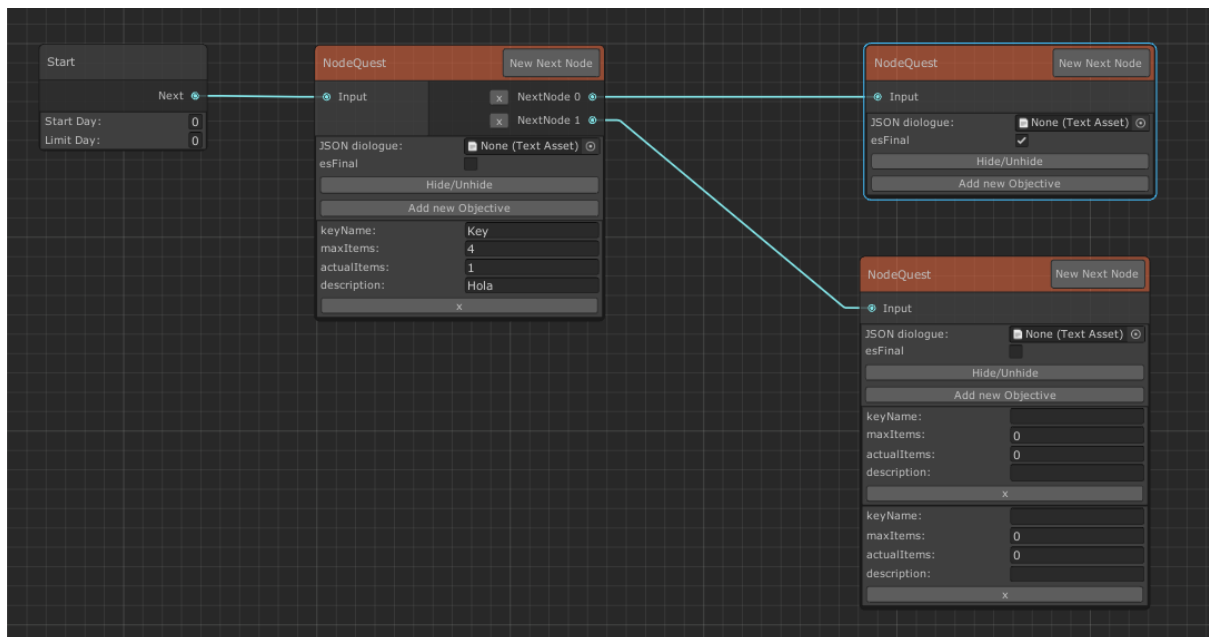 Start
Next
Start Day: 0
Limit Day: 0
NodeQuest New Next Node
Input x NextNode 0
x NextNode 1
JSON diologue: None (Text Asset)
esFinal
Hide/Unhide
Add new Objective
keyName: Key
maxItems: 4
actualItems: 1
description: Hola
x
NodeQuest New Next Node
Input
JSON diologue: None (Text Asset)
esFinal
Hide/Unhide
Add new Objective
NodeQuest New Next Node
Input
JSON diologue: None (Text Asset)
esFinal
Hide/Unhide
Add new Objective
keyName:
maxItems: 0
actualItems: 0
description:
x
keyName:
maxItems: 0
actualItems: 0
description:
x